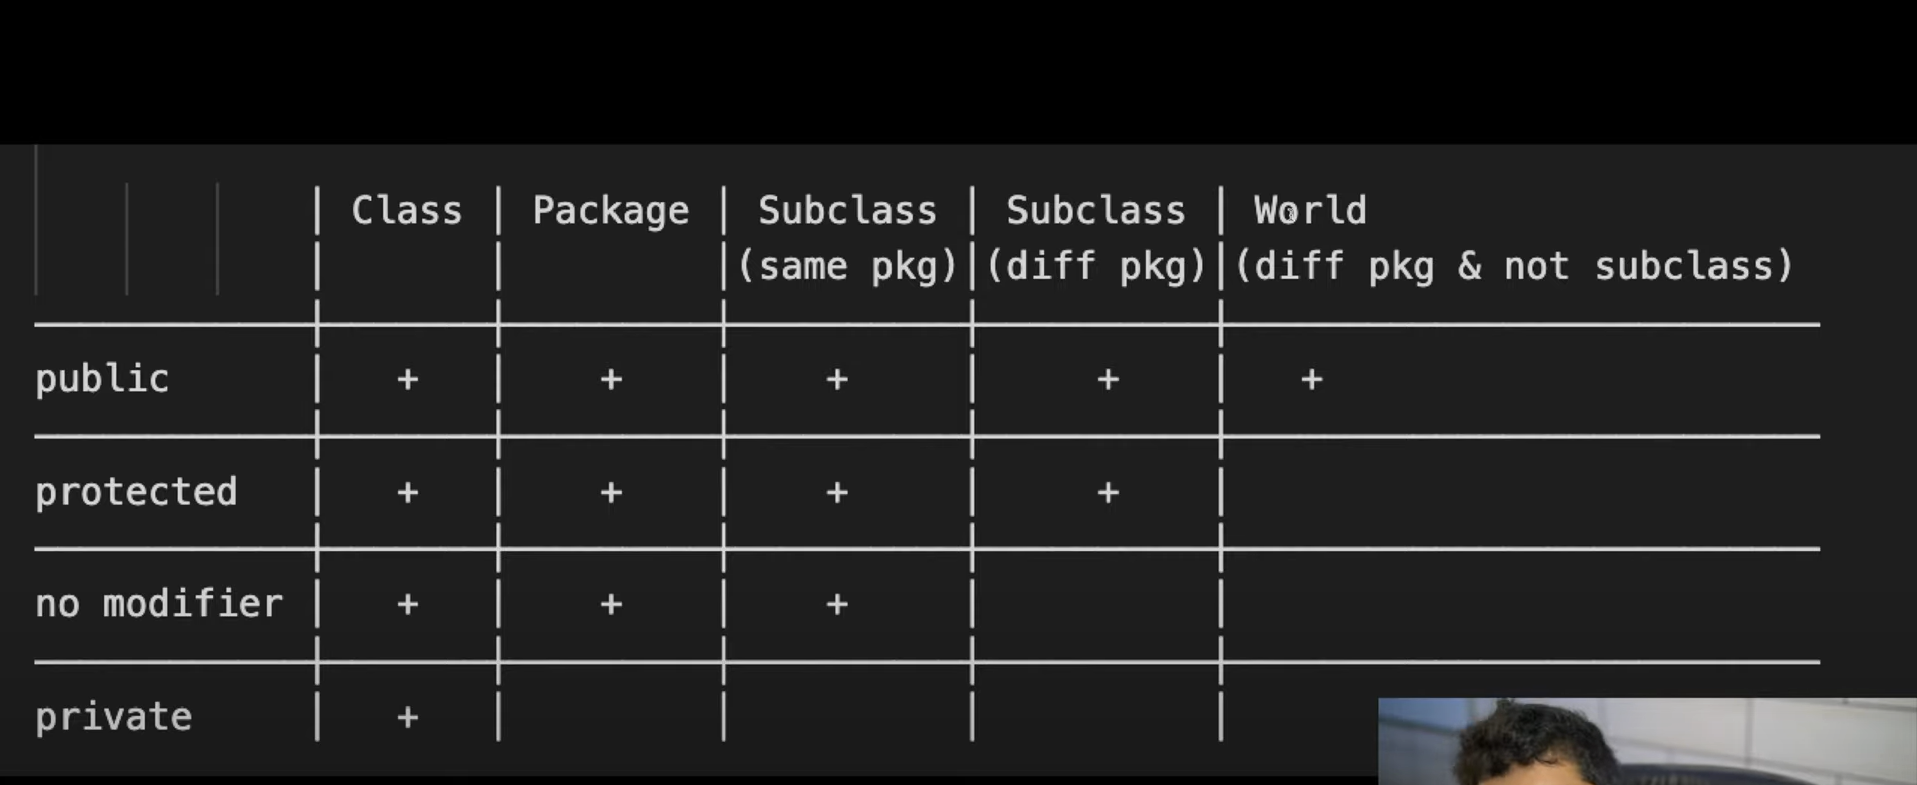 | Class | Package | Subclass | Subclass | World
| | |(same pkg)|(diff pkg)|(diff pkg & not subclass)
public | + | + | + | + | +
protected | + | + | + | + |
no modifier | + | + | + | |
private | + | | | |